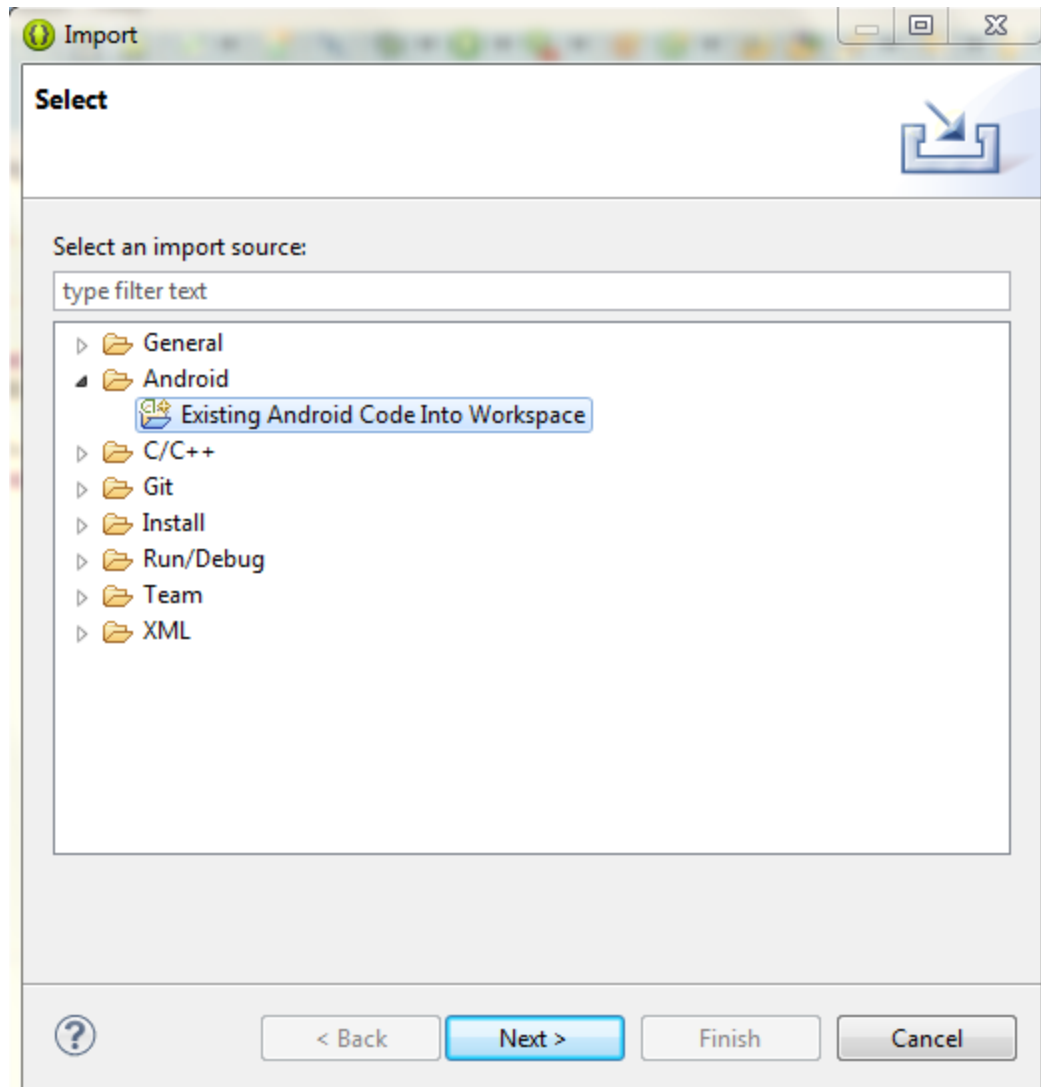 Import
Select
Select an import source:
type filter text
General
Android
Existing Android Code Into Workspace
C/C++
Git
Install
Run/Debug
Team
XML
? < Back Next > Finish Cancel